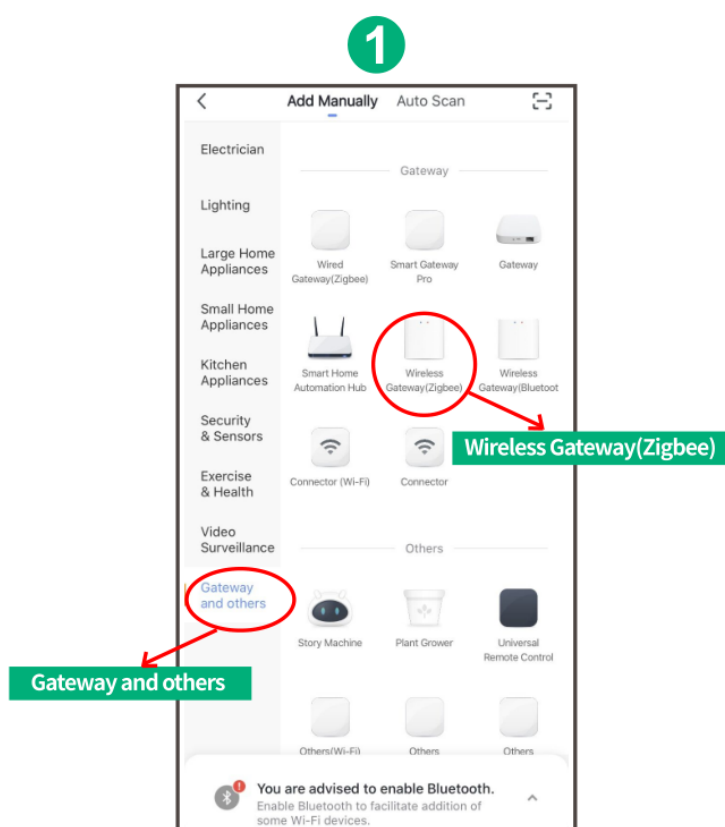 1
Add Manually
Auto Scan
Electrician
Lighting
Large Home
Appliances
Small Home
Appliances
Kitchen
Appliances
Security
& Sensors
Exercise
& Health
Video
Surveillance
Gateway
and others
Gateway
Wired
Gateway(Zigbee)
Smart Gateway
Pro
Gateway
Smart Home
Automation Hub
Wireless
Gateway(Zigbee)
Wireless
Gateway(Bluetoot
Connector (Wi-Fi)
Connector
Wireless Gateway(Zigbee)
Others
Story Machine
Plant Grower
Universal
Remote Control
Gateway and others
Others(Wi-Fi)
Others
Others
You are advised to enable Bluetooth.
Enable Bluetooth to facilitate addition of
some Wi-Fi devices.